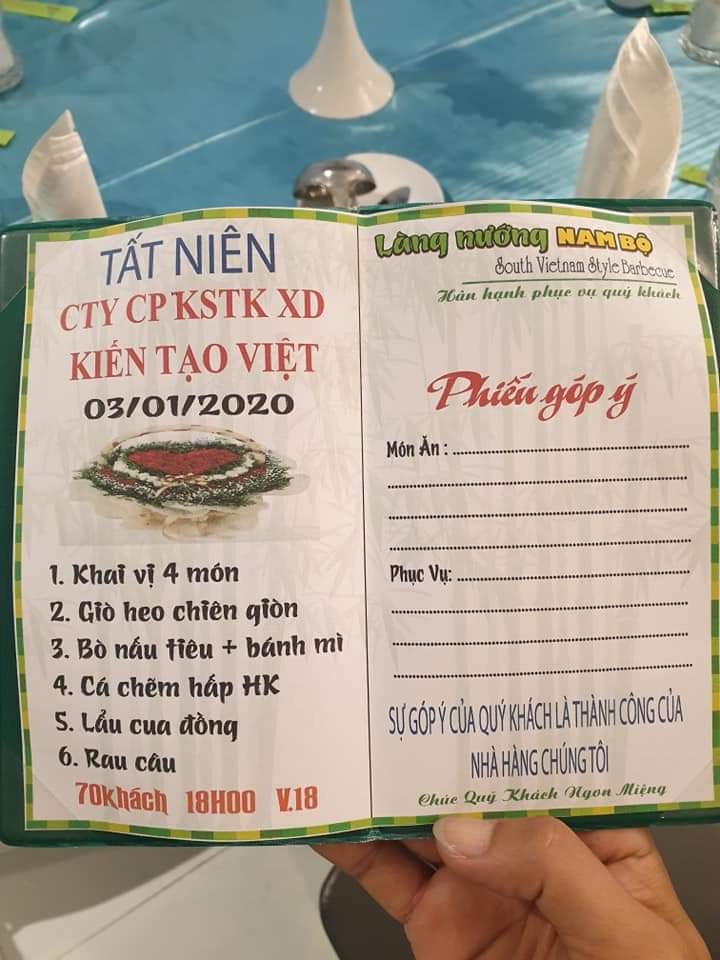 TẤT NIÊN
CTY CP KSTK XD
KIẾN TẠO VIỆT
03/01/2020
1. Khai vị 4 món
2. Giò heo chiên giòn
3. Bò nấu tiêu + bánh mì
4. Cá chẽm hấp HK
5. Lẩu cua đồng
6. Rau câu
70khách 18H00 V.18
Làng nướng NAM BỘ
South Vietnam Style Barbecue
Hân hạnh phục vụ quý khách
Phiếu góp ý
Món Ăn :
Phục Vụ:
SỰ GÓP Ý CỦA QUÝ KHÁCH LÀ THÀNH CÔNG CỦA
NHÀ HÀNG CHÚNG TÔI
Chúc Quý Khách Ngon Miệng